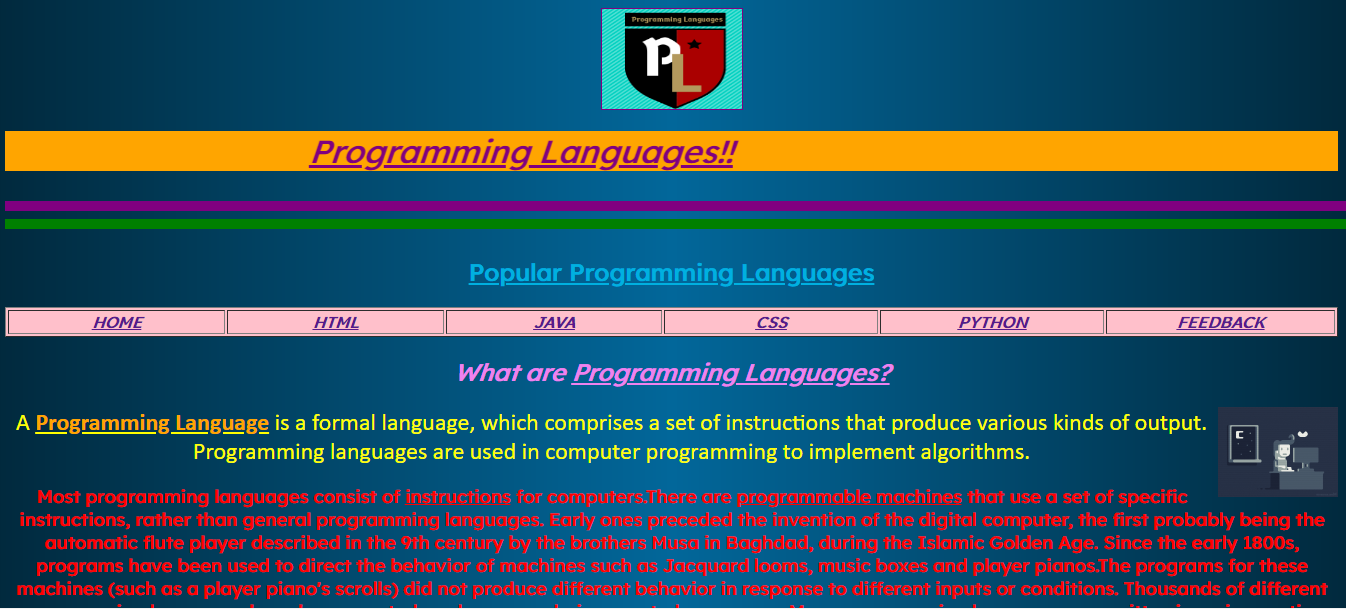 Programming Languages
PL
Programming Languages!!
Popular Programming Languages
HOME HTML JAVA CSS PYTHON FEEDBACK
What are Programming Languages?
A Programming Language is a formal language, which comprises a set of instructions that produce various kinds of output.
Programming languages are used in computer programming to implement algorithms.
Most programming languages consist of instructions for computers.There are programmable machines that use a set of specific
instructions, rather than general programming languages. Early ones preceded the invention of the digital computer, the first probably being the
automatic flute player described in the 9th century by the brothers Musa in Baghdad, during the Islamic Golden Age. Since the early 1800s,
programs have been used to direct the behavior of machines such as Jacquard looms, music boxes and player pianos.The programs for these
machines (such as a player piano's scrolls) did not produce different behavior in response to different inputs or conditions. Thousands of different